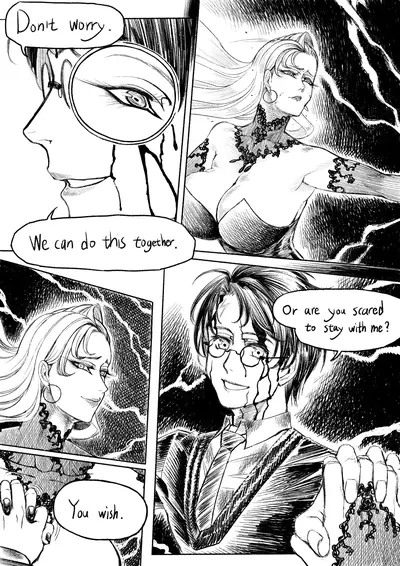 Don't worry.
We can do this together.
Or are you scared
to stay with me?
You wish.